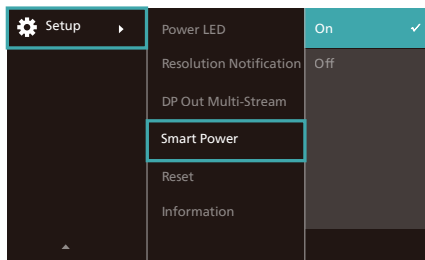 Setup
Power LED
Resolution Notification
DP Out Multi-Stream
Smart Power
Reset
Information
On
Off